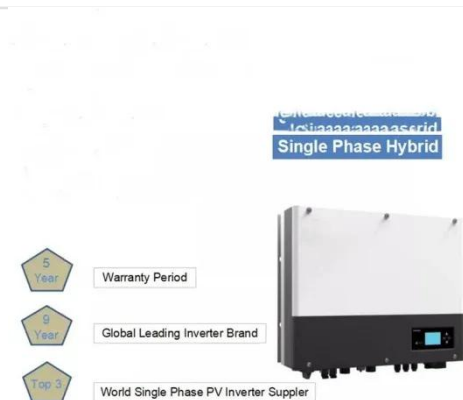 Single Phase Hybrid
5
Year
Warranty Period
9
Year
Global Leading Inverter Brand
Top 3
World Single Phase PV Inverter Suppler